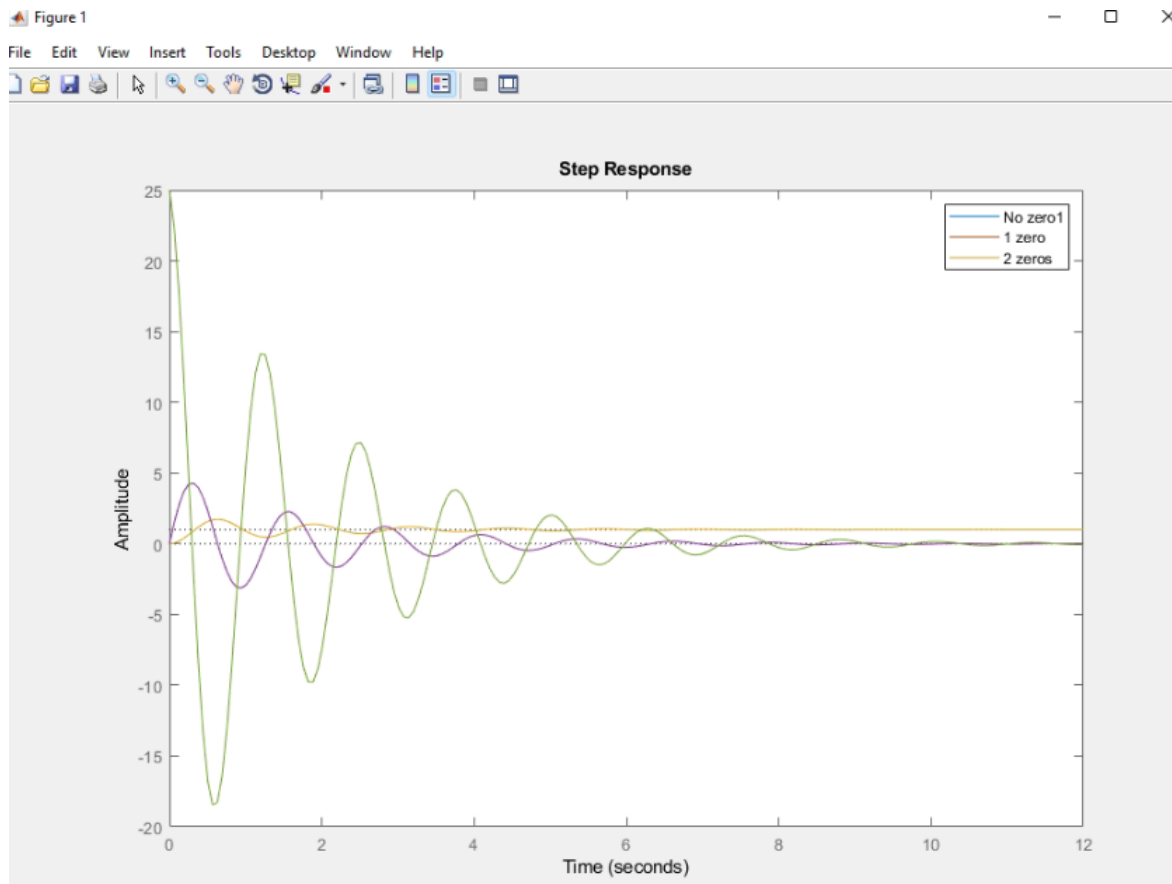 Figure 1
File Edit View Insert Tools Desktop Window Help
Step Response
25
20
15
10
5
0
-5
-10
-15
-20
Amplitude
No zero1
1 zero
2 zeros
0 2 4 6 8 10 12
Time (seconds)